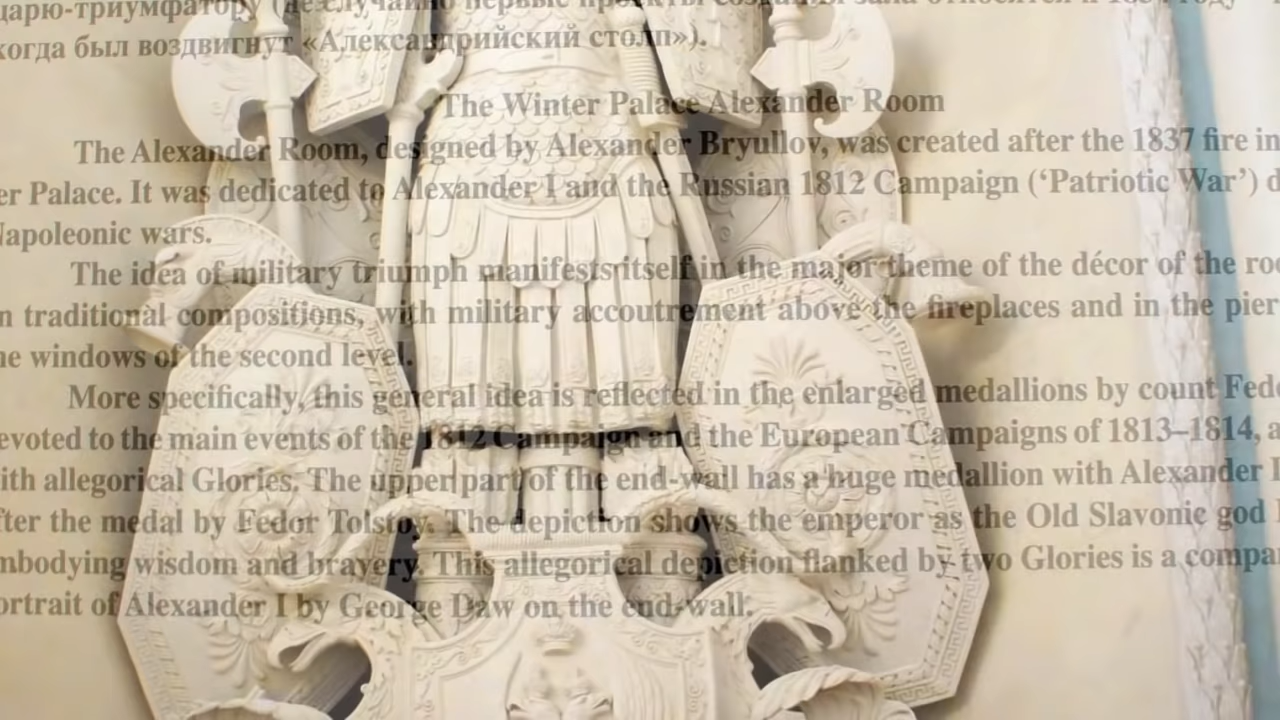 царю-триумфатору (не случайно первые проекты создания зала относятся к 1834 году
когда был воздвигнут «Александрийский столп»).
The Winter Palace Alexander Room
The Alexander Room, designed by Alexander Bryullov, was created after the 1837 fire in
er Palace. It was dedicated to Alexander I and the Russian 1812 Campaign (‘Patriotic War’) d
Napoleonic wars.
The idea of military triumph manifests itself in the major theme of the décor of the roo
n traditional compositions, with military accoutrement above the fireplaces and in the pier
he windows of the second level.
More specifically, this general idea is reflected in the enlarged medallions by count Fedo
evoted to the main events of the 1812 Campaign and the European Campaigns of 1813–1814, a
ith allegorical Glories. The upper part of the end-wall has a huge medallion with Alexander I
fter the medal by Fedor Tolstoy. The depiction shows the emperor as the Old Slavonic god
mbodying wisdom and bravery. This allegorical depiction flanked by two Glories is a compa
ortrait of Alexander I by George Daw on the end-wall.